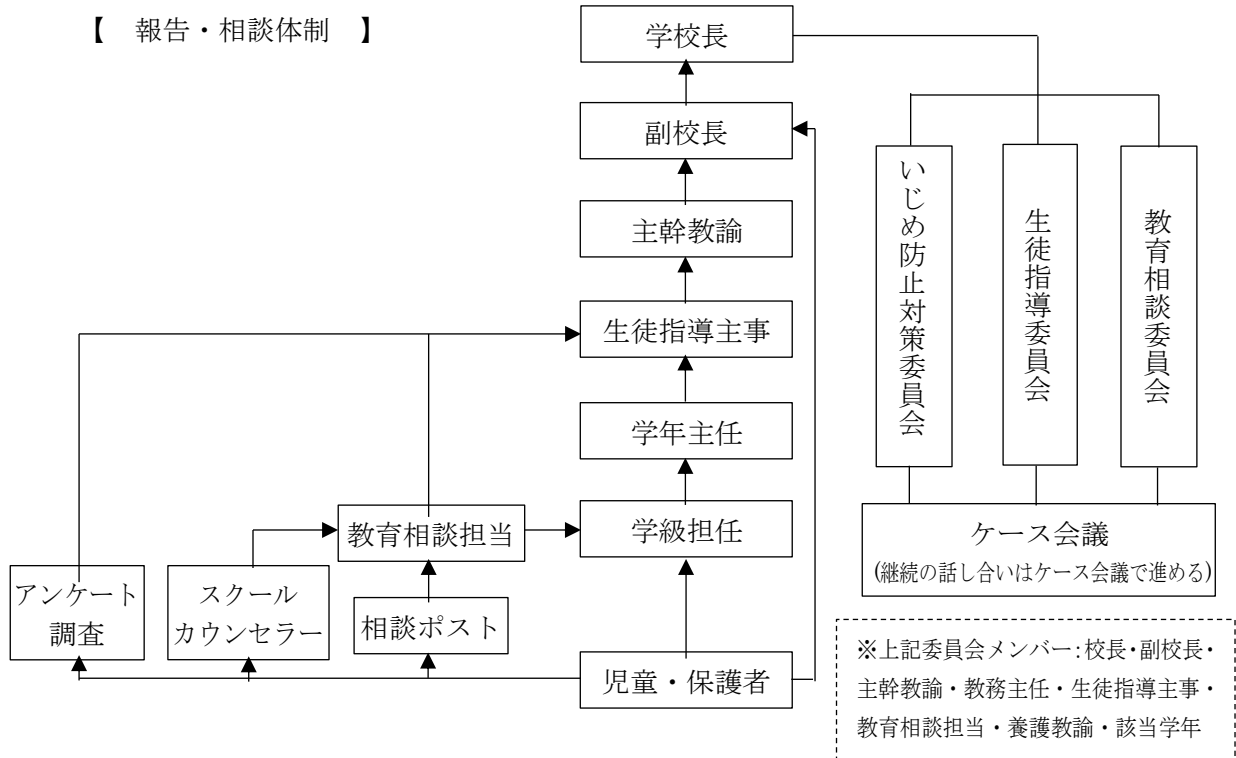 【　報告・相談体制　】
学校長
副校長
主幹教諭
生徒指導主事
学年主任
学級担任
教育相談担当
アンケート
調査
スクール
カウンセラー
相談ポスト
児童・保護者
いじめ防止対策委員会
生徒指導委員会
教育相談委員会
ケース会議
(継続の話し合いはケース会議で進める)
※上記委員会メンバー:校長・副校長・
主幹教諭・教務主任・生徒指導主事・
教育相談担当・養護教諭・該当学年